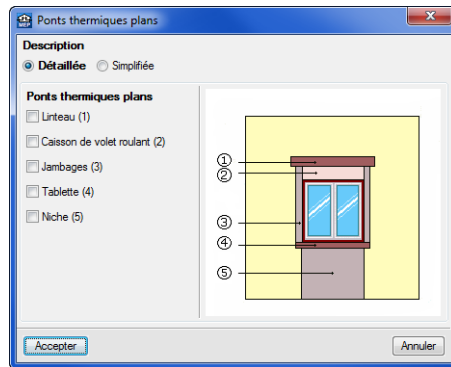 Ponts thermiques plans
Description
Détaillée Simplifiée
Ponts thermiques plans
Linteau (1)
Caisson de volet roulant (2)
Jambages (3)
Tablette (4)
Niche (5)
①
②
③
④
⑤
Accepter Annuler